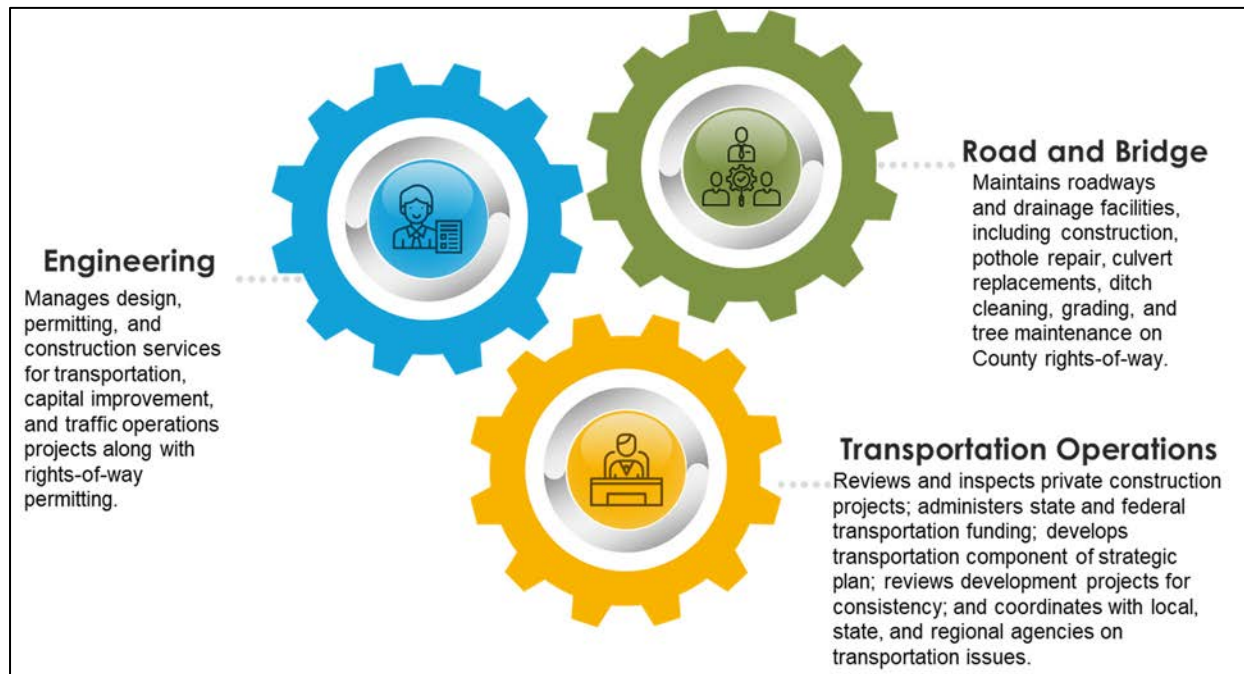 Engineering
Manages design,
permitting, and
construction services
for transportation,
capital improvement,
and traffic operations
projects along with
rights-of-way
permitting.
Road and Bridge
Maintains roadways
and drainage facilities,
including construction,
pothole repair, culvert
replacements, ditch
cleaning, grading, and
tree maintenance on
County rights-of-way.
Transportation Operations
Reviews and inspects private construction
projects; administers state and federal
transportation funding; develops
transportation component of strategic
plan; reviews development projects for
consistency; and coordinates with local,
state, and regional agencies on
transportation issues.